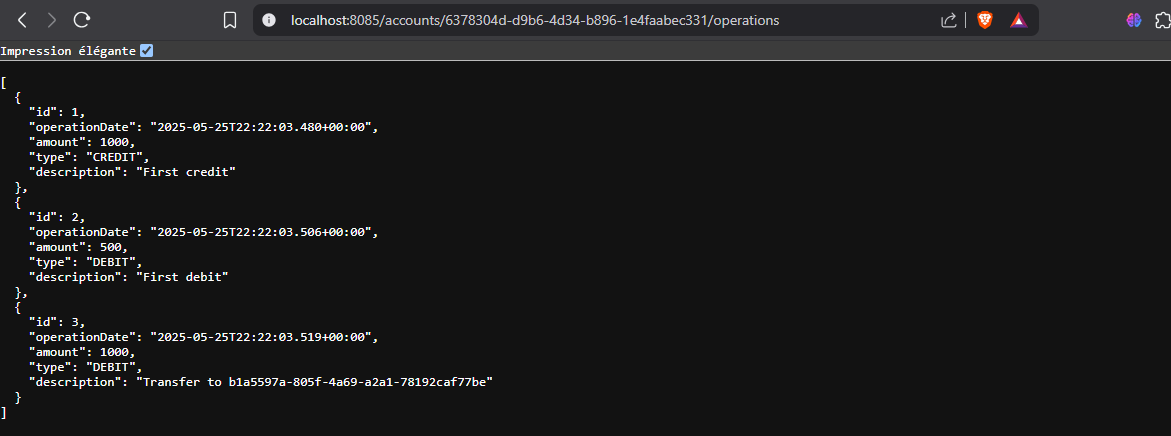 localhost:8085/accounts/6378304d-d9b6-4d34-b896-1e4faabec331/operations
Impression élégante
[
  {
    "id": 1,
    "operationDate": "2025-05-25T22:22:03.480+00:00",
    "amount": 1000,
    "type": "CREDIT",
    "description": "First credit"
  },
  {
    "id": 2,
    "operationDate": "2025-05-25T22:22:03.506+00:00",
    "amount": 500,
    "type": "DEBIT",
    "description": "First debit"
  },
  {
    "id": 3,
    "operationDate": "2025-05-25T22:22:03.519+00:00",
    "amount": 1000,
    "type": "DEBIT",
    "description": "Transfer to b1a5597a-805f-4a69-a2a1-78192caf77be"
  }
]